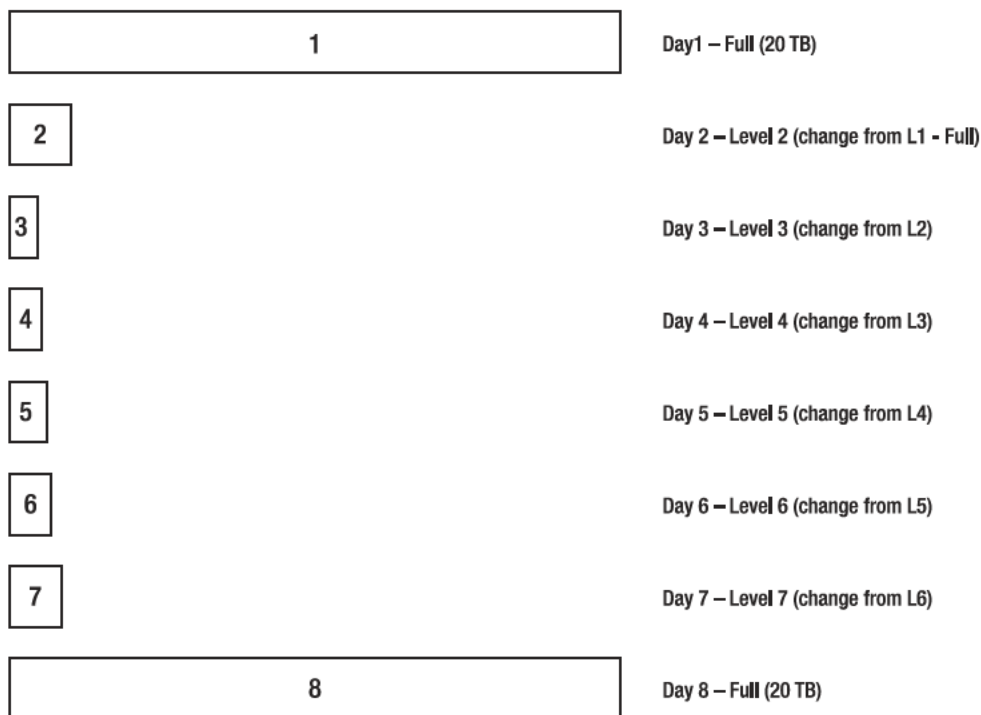 1
Day1 – Full (20 TB)
2
Day 2 – Level 2 (change from L1 - Full)
3
Day 3 – Level 3 (change from L2)
4
Day 4 – Level 4 (change from L3)
5
Day 5 – Level 5 (change from L4)
6
Day 6 – Level 6 (change from L5)
7
Day 7 – Level 7 (change from L6)
8
Day 8 – Full (20 TB)